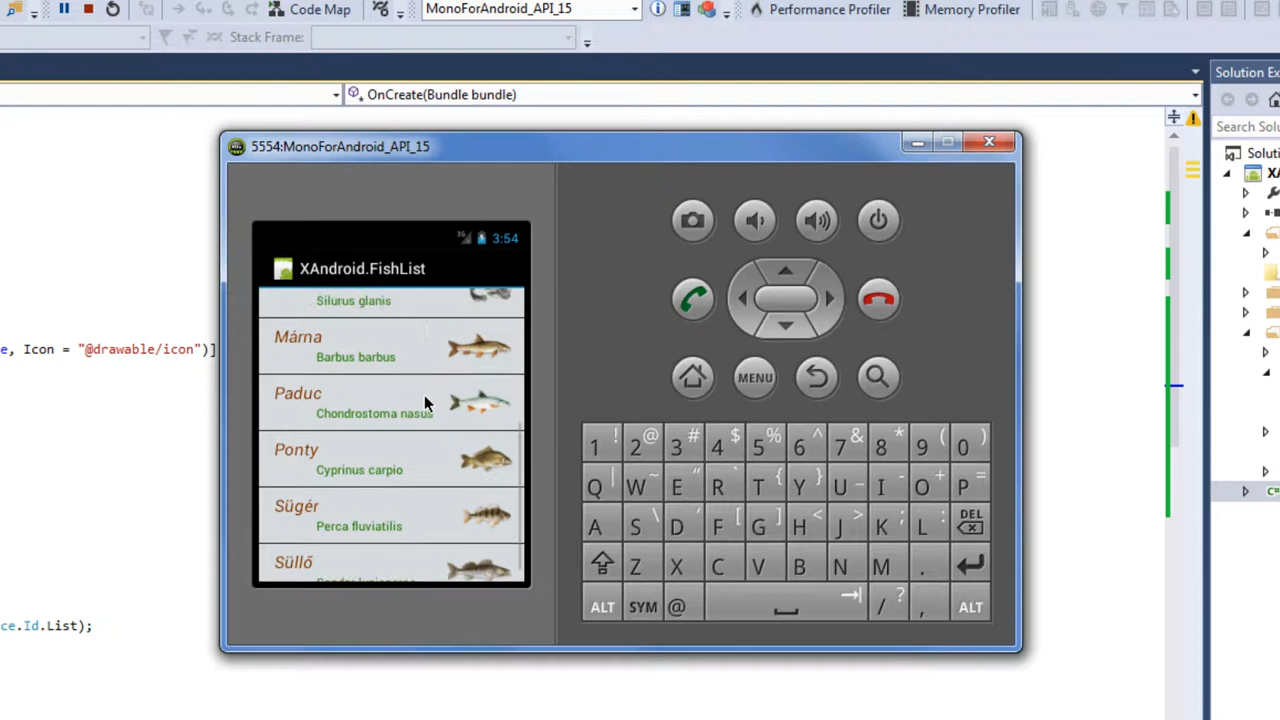 Code Map
MonoForAndroid_API_15
Performance Profiler
Memory Profiler
Stack Frame:
OnCreate(Bundle bundle)
Solution Ex
Search Solu
Soluti
XA
5554:MonoForAndroid_API_15
3G
3:54
XAndroid.FishList
Silurus glanis
Márna
Barbus barbus
Paduc
Chondrostoma nasus
Ponty
Cyprinus carpio
Sügér
Perca fluviatilis
Süllő
e, Icon = "@drawable/icon")]
ce.Id.List);
MENU
1 ! 2 @ 3 # 4 $ 5 % 6 ^ 7 & 8 * 9 ( 0 )
Q | W ~ E " R ` T { Y } U _ I - O + P =
A S \ D ' F [ G ] H < J > K ; L : DEL
Z X C V B N M .
ALT SYM @ / ? , ALT
C#